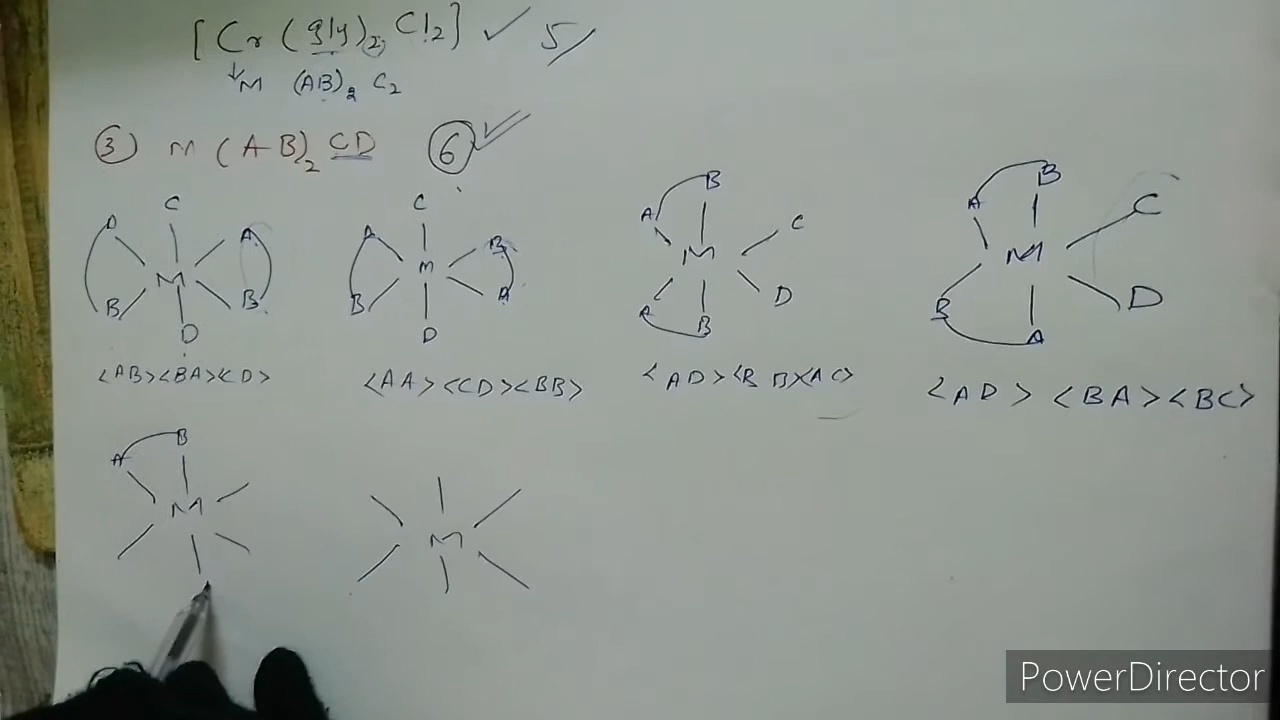 [Cr (gly)2 Cl2] ✓ 5/
↓M (AB)2 C2
③ M (A-B)2 CD ⑥ ✓
C C B B
A A A B A C A C
M M M M
B B B A A D B D
D D B A
<AB><BA><CD> <AA><CD><BB> <AD><BB><AC> <AD><BA><BC>
B
A
M M
PowerDirector